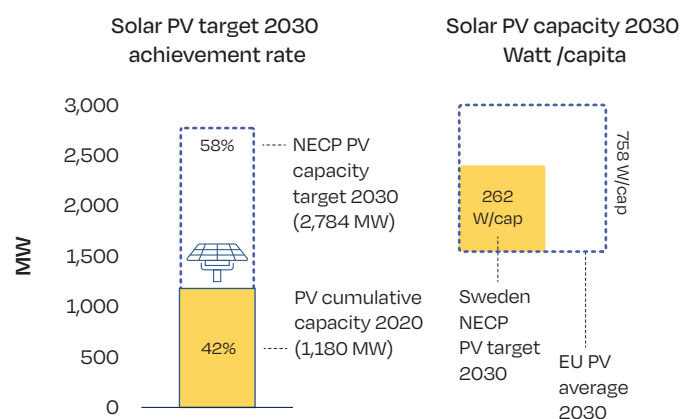 Solar PV target 2030
achievement rate
MW
3,000
2,500
2,000
1,500
1,000
500
0
58%
42%
NECP PV
capacity
target 2030
(2,784 MW)
PV cumulative
capacity 2020
(1,180 MW)
Solar PV capacity 2030
Watt /capita
758 W/cap
262
W/cap
Sweden
NECP
PV target
2030
EU PV
average
2030